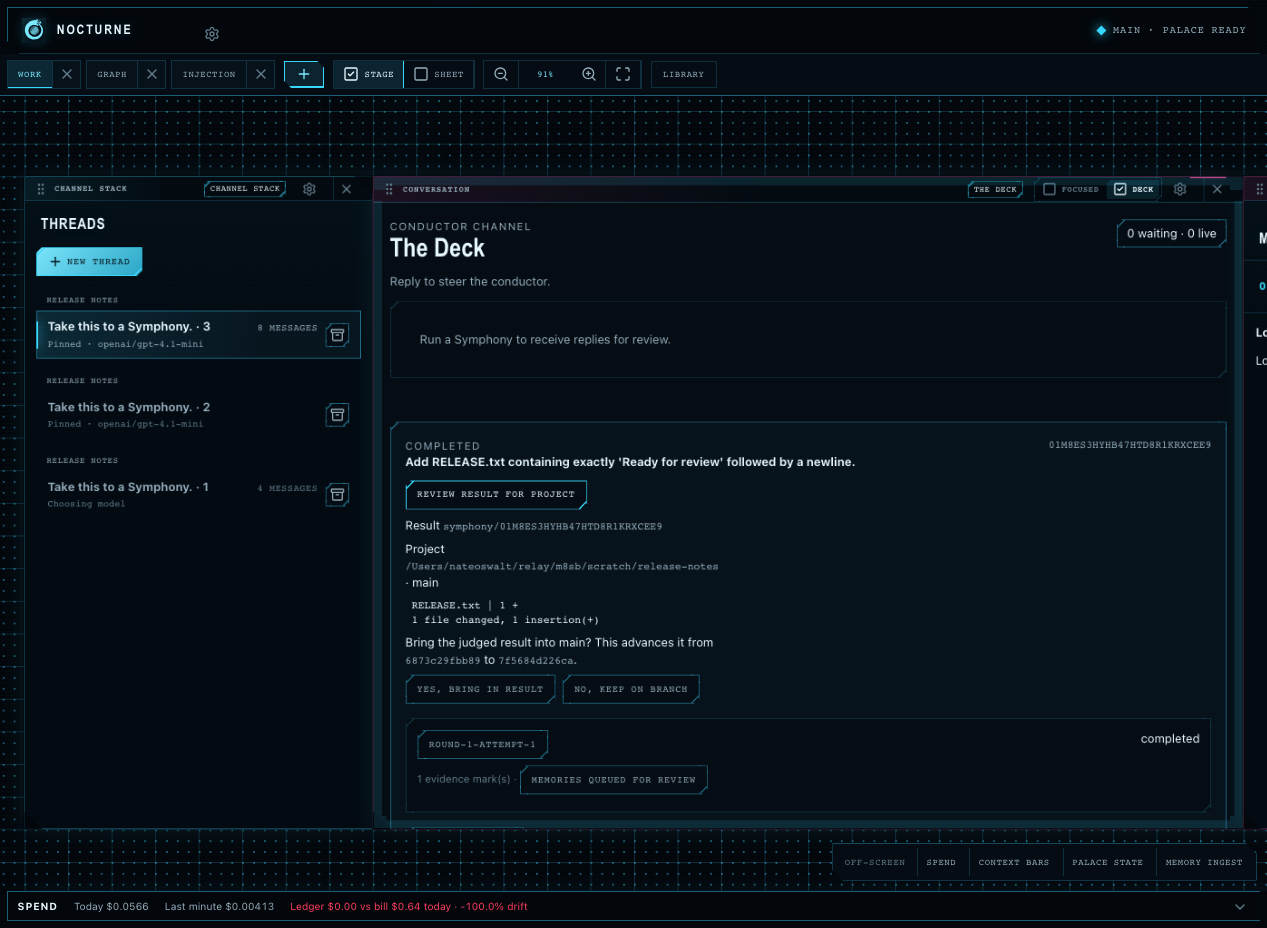 NOCTURNE
MAIN · PALACE READY
WORK GRAPH INJECTION STAGE SHEET 91% LIBRARY
CHANNEL STACK CHANNEL STACK
THREADS
NEW THREAD
RELEASE NOTES
Take this to a Symphony. · 3 8 MESSAGES
Pinned · openai/gpt-4.1-mini
RELEASE NOTES
Take this to a Symphony. · 2
Pinned · openai/gpt-4.1-mini
RELEASE NOTES
Take this to a Symphony. · 1 4 MESSAGES
Choosing model
CONVERSATION THE DECK FOCUSED DECK
CONDUCTOR CHANNEL
The Deck
0 waiting · 0 live
Reply to steer the conductor.
Run a Symphony to receive replies for review.
COMPLETED 01M8ES3HYHB47HTD8R1KRXCEE9
Add RELEASE.txt containing exactly 'Ready for review' followed by a newline.
REVIEW RESULT FOR PROJECT
Result symphony/01M8ES3HYHB47HTD8R1KRXCEE9
Project
/Users/nateoswalt/relay/m8sb/scratch/release-notes
· main
RELEASE.txt | 1 +
1 file changed, 1 insertion(+)
Bring the judged result into main? This advances it from
6873c29fbb89 to 7f5684d226ca.
YES, BRING IN RESULT NO, KEEP ON BRANCH
ROUND-1-ATTEMPT-1 completed
1 evidence mark(s) · MEMORIES QUEUED FOR REVIEW
OFF-SCREEN SPEND CONTEXT BARS PALACE STATE MEMORY INGEST
SPEND Today $0.0566 Last minute $0.00413 Ledger $0.00 vs bill $0.64 today · -100.0% drift